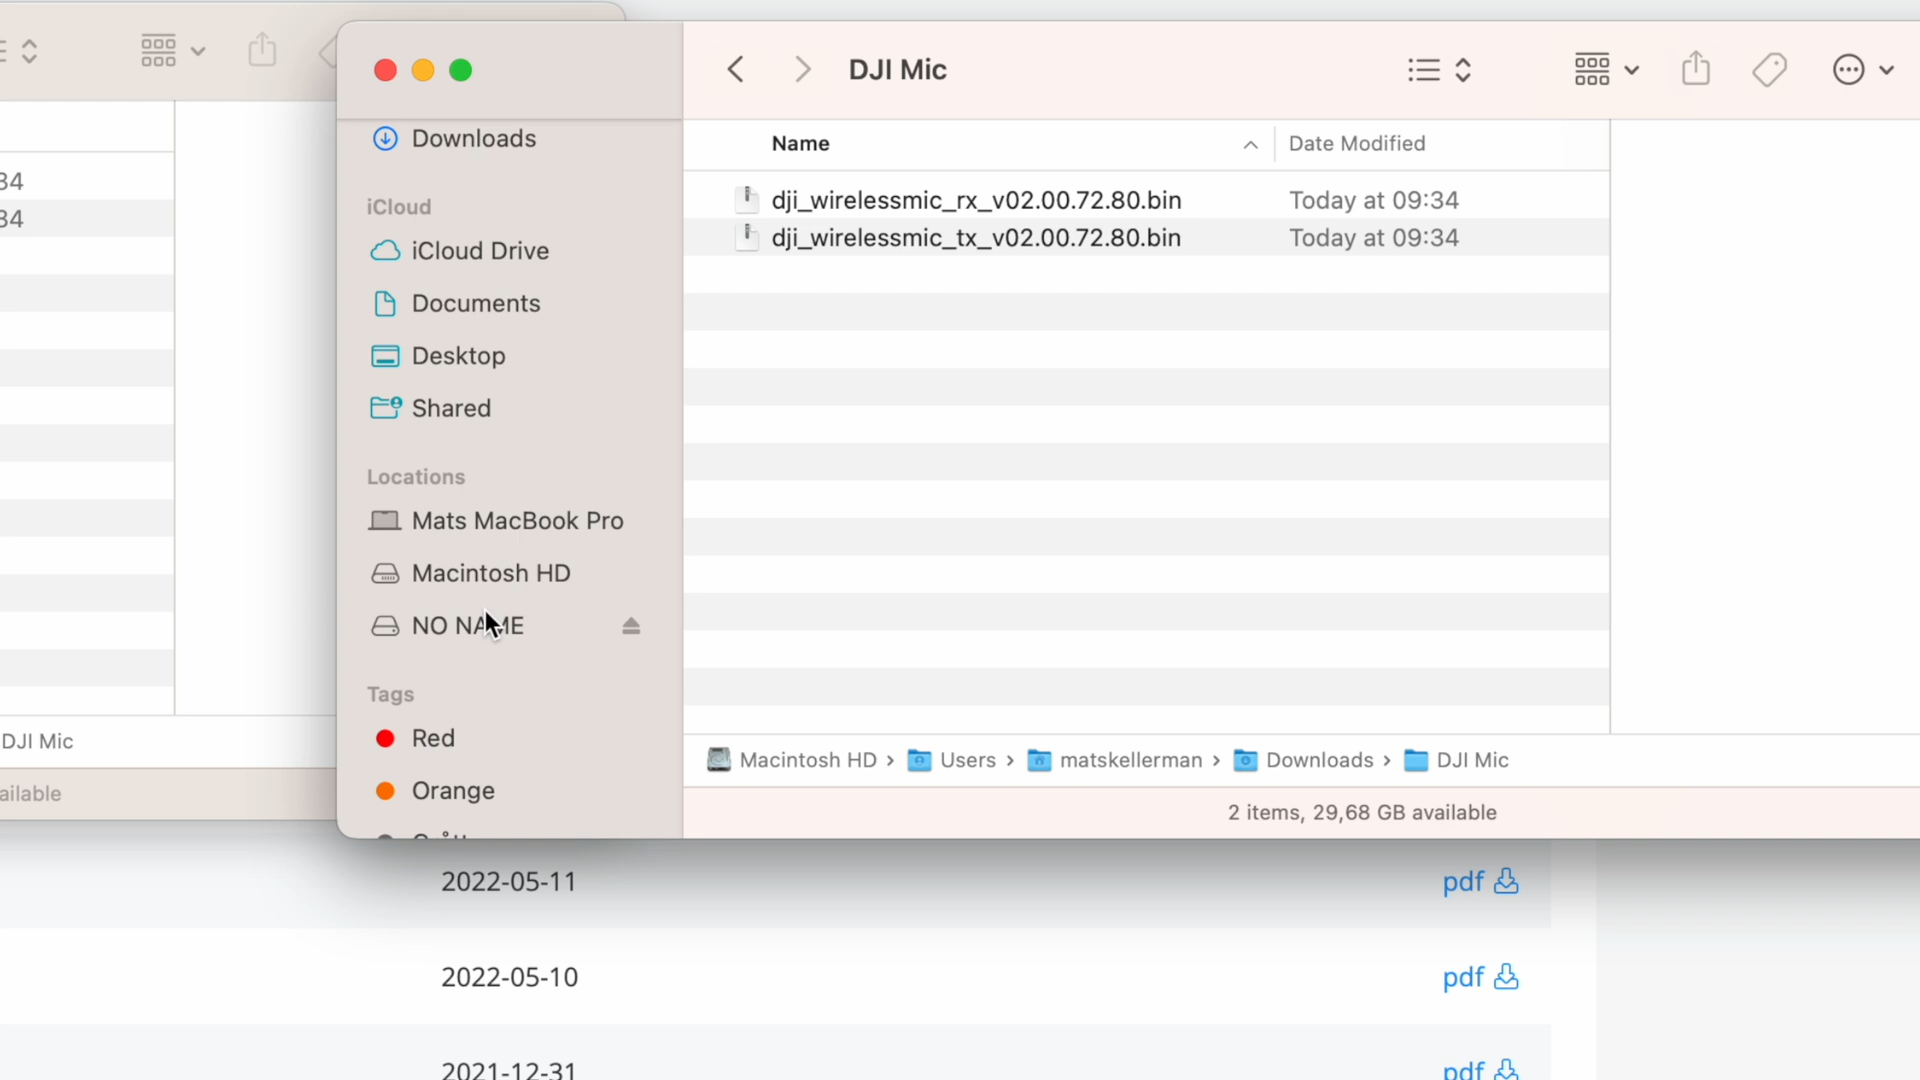 DJI Mic
Downloads
Name
Date Modified
34
dji_wirelessmic_rx_v02.00.72.80.bin
Today at 09:34
iCloud
34
dji_wirelessmic_tx_v02.00.72.80.bin
Today at 09:34
iCloud Drive
Documents
Desktop
Shared
Locations
Mats MacBook Pro
Macintosh HD
NO NAME
Tags
Red
DJI Mic
Macintosh HD › Users › matskellerman › Downloads › DJI Mic
Orange
ailable
2 items, 29,68 GB available
2022-05-11
pdf
2022-05-10
pdf
2021-12-31
pdf